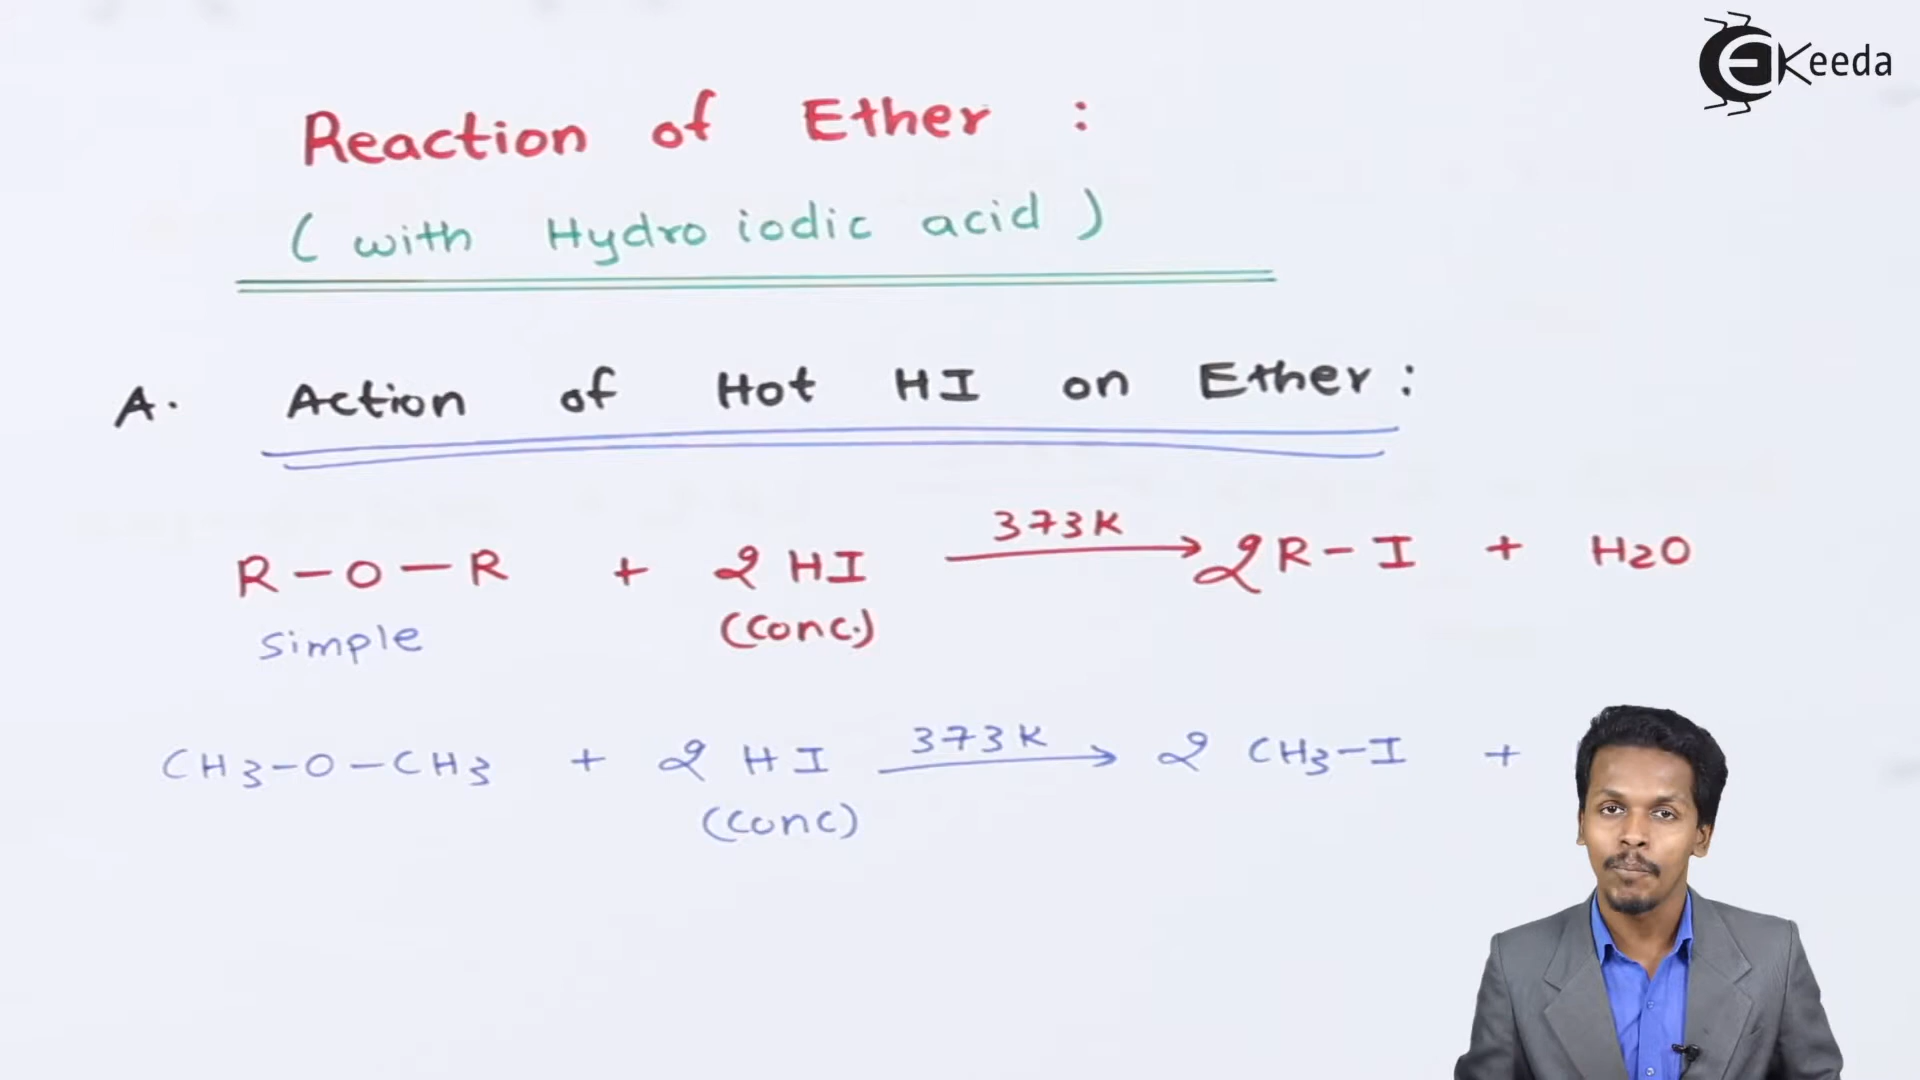 Keeda
Reaction of Ether :
( with Hydro iodic acid )
A. Action of Hot HI on Ether :
R-O-R + 2 HI 373K → 2R-I + H2O
simple (conc.)
CH3-O-CH3 + 2 HI 373K → 2 CH3-I +
(conc)